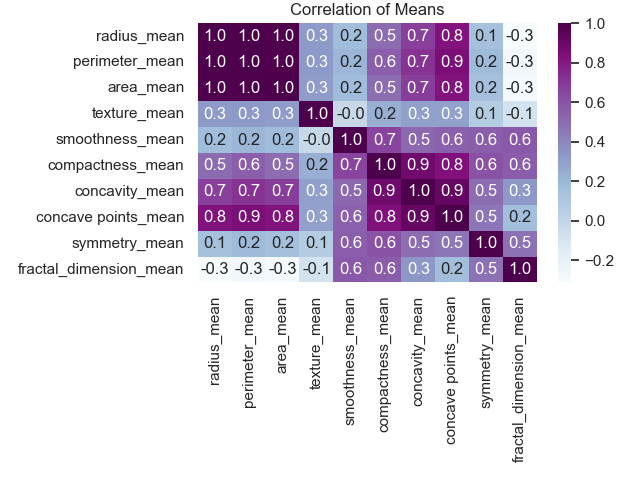 Correlation of Means
radius_mean 1.0 1.0 1.0 0.3 0.2 0.5 0.7 0.8 0.1 -0.3
perimeter_mean 1.0 1.0 1.0 0.3 0.2 0.6 0.7 0.9 0.2 -0.3
area_mean 1.0 1.0 1.0 0.3 0.2 0.5 0.7 0.8 0.2 -0.3
texture_mean 0.3 0.3 0.3 1.0 -0.0 0.2 0.3 0.3 0.1 -0.1
smoothness_mean 0.2 0.2 0.2 -0.0 1.0 0.7 0.5 0.6 0.6 0.6
compactness_mean 0.5 0.6 0.5 0.2 0.7 1.0 0.9 0.8 0.6 0.6
concavity_mean 0.7 0.7 0.7 0.3 0.5 0.9 1.0 0.9 0.5 0.3
concave points_mean 0.8 0.9 0.8 0.3 0.6 0.8 0.9 1.0 0.5 0.2
symmetry_mean 0.1 0.2 0.2 0.1 0.6 0.6 0.5 0.5 1.0 0.5
fractal_dimension_mean -0.3 -0.3 -0.3 -0.1 0.6 0.6 0.3 0.2 0.5 1.0
radius_mean
perimeter_mean
area_mean
texture_mean
smoothness_mean
compactness_mean
concavity_mean
concave points_mean
symmetry_mean
fractal_dimension_mean
1.0
0.8
0.6
0.4
0.2
0.0
−0.2